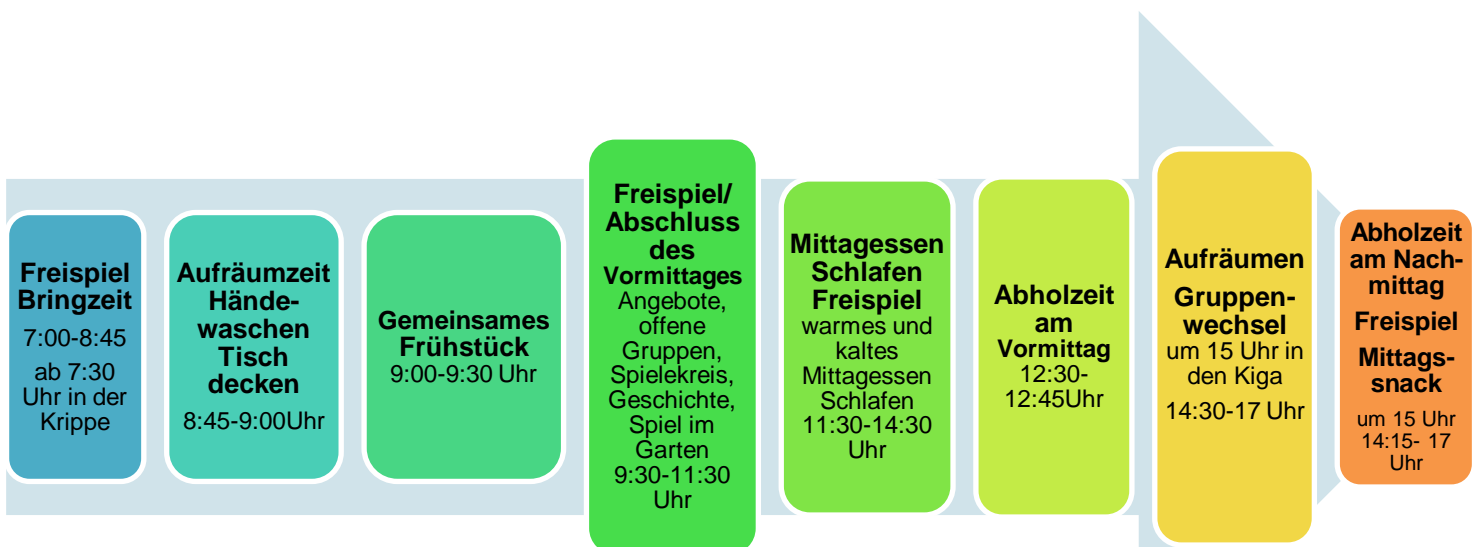 Freispiel
Bringzeit
7:00-8:45
ab 7:30
Uhr in der
Krippe
Aufräumzeit
Hände-
waschen
Tisch
decken
8:45-9:00Uhr
Gemeinsames
Frühstück
9:00-9:30 Uhr
Freispiel/
Abschluss
des
Vormittages
Angebote,
offene
Gruppen,
Spielekreis,
Geschichte,
Spiel im
Garten
9:30-11:30
Uhr
Mittagessen
Schlafen
Freispiel
warmes und
kaltes
Mittagessen
Schlafen
11:30-14:30
Uhr
Abholzeit
am
Vormittag
12:30-
12:45Uhr
Aufräumen
Gruppen-
wechsel
um 15 Uhr in
den Kiga
14:30-17 Uhr
Abholzeit
am Nach-
mittag
Freispiel
Mittags-
snack
um 15 Uhr
14:15- 17
Uhr